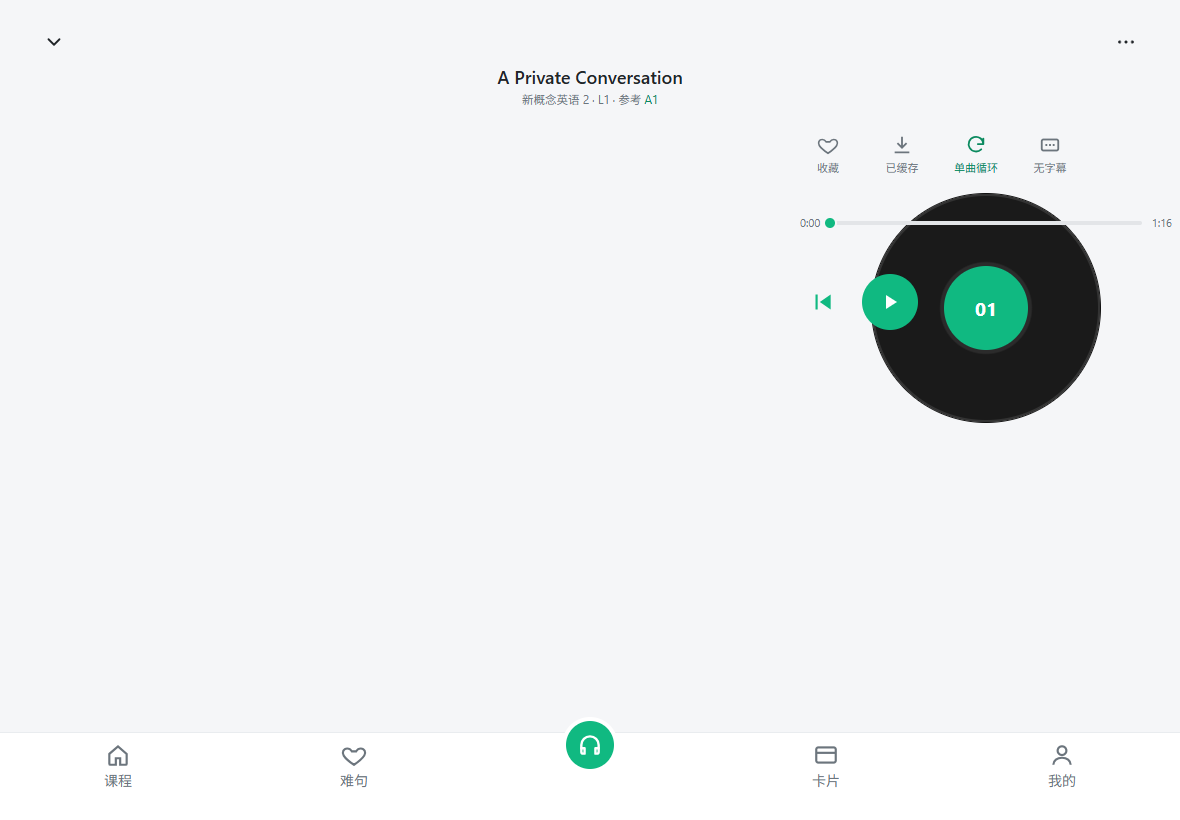 A Private Conversation
新概念英语 2 · L1 · 参考 A1
收藏
已缓存
单曲循环
无字幕
0:00
1:16
01
课程
难句
卡片
我的